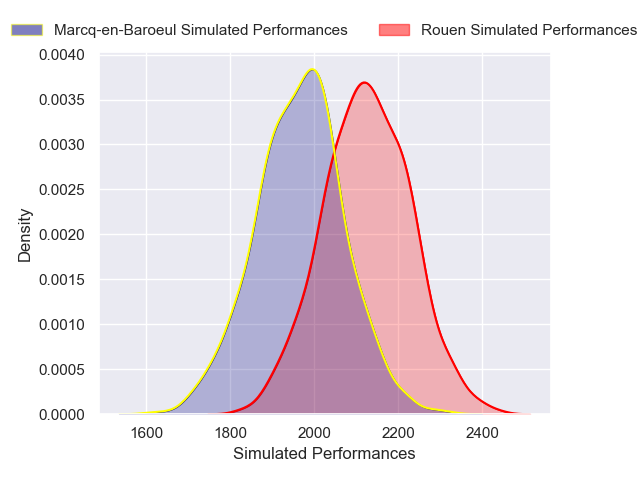 Marcq-en-Baroeul Simulated Performances Rouen Simulated Performances
0.0040
0.0035
0.0030
0.0025
0.0020
0.0015
0.0010
0.0005
0.0000
Density
1600 1800 2000 2200 2400
Simulated Performances